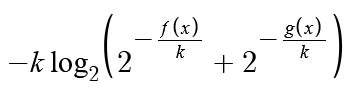 -k log₂(2^{-f(x)/k} + 2^{-g(x)/k})